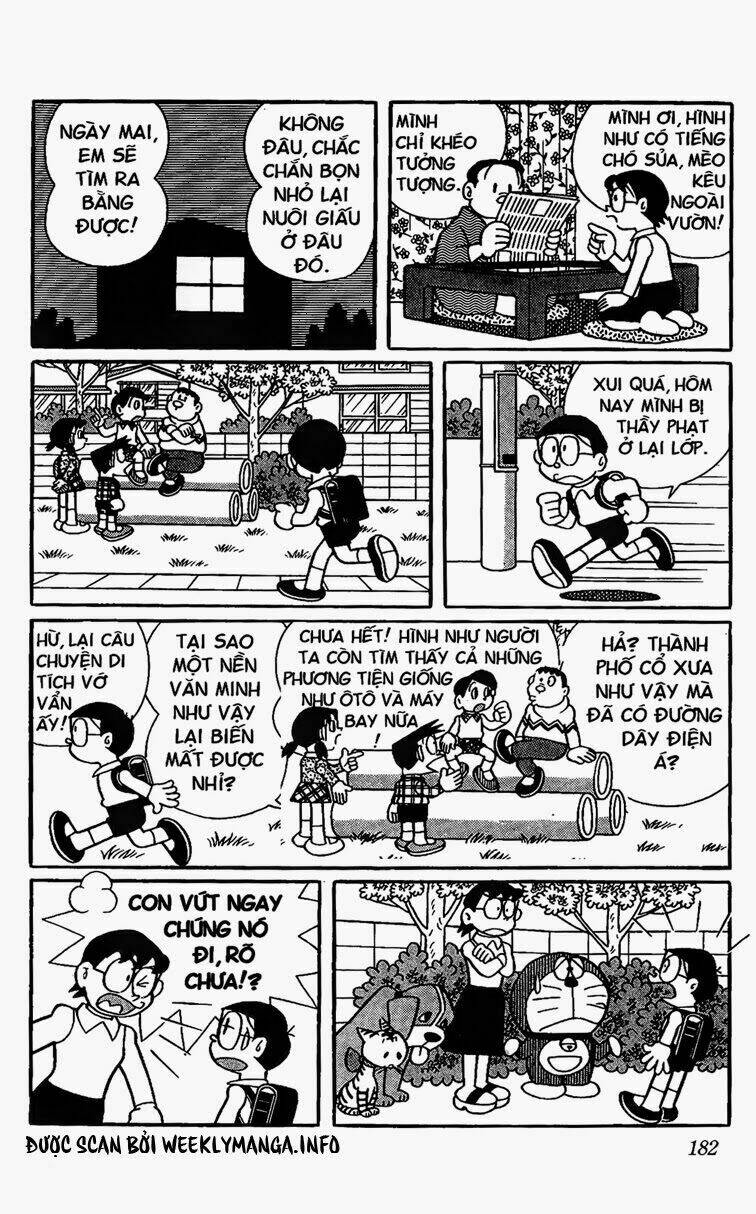 MÌNH ƠI, HÌNH
NHƯ CÓ TIẾNG
CHÓ SỦA, MÈO
KÊU
NGOÀI
VƯỜN!
MÌNH
CHỈ KHÉO
TƯỞNG
TƯỢNG.
KHÔNG
ĐÂU, CHẮC
CHẮN BỌN
NHỎ LẠI
NUÔI GIẤU
Ở ĐÂU
ĐÓ.
NGÀY MAI,
EM SẼ
TÌM RA
BẰNG
ĐƯỢC!
XUI QUÁ, HÔM
NAY MÌNH BỊ
THẦY PHẠT
Ở LẠI LỚP.
HẢ? THÀNH
PHỐ CỔ XƯA
NHƯ VẬY MÀ
ĐÃ CÓ ĐƯỜNG
DÂY ĐIỆN
Á?
CHƯA HẾT! HÌNH NHƯ NGƯỜI
TA CÒN TÌM THẤY CẢ NHỮNG
PHƯƠNG TIỆN GIỐNG
NHƯ ÔTÔ VÀ MÁY
BAY NỮA
!
TẠI SAO
MỘT NỀN
VĂN MINH
NHƯ VẬY
LẠI BIẾN
MẤT ĐƯỢC
NHỈ?
HỪ, LẠI CÂU
CHUYỆN DI
TÍCH VỚ
VẨN
ẤY!
CON VỨT NGAY
CHÚNG NÓ
ĐI, RÕ
CHƯA!?
ĐƯỢC SCAN BỞI WEEKLYMANGA.INFO
182